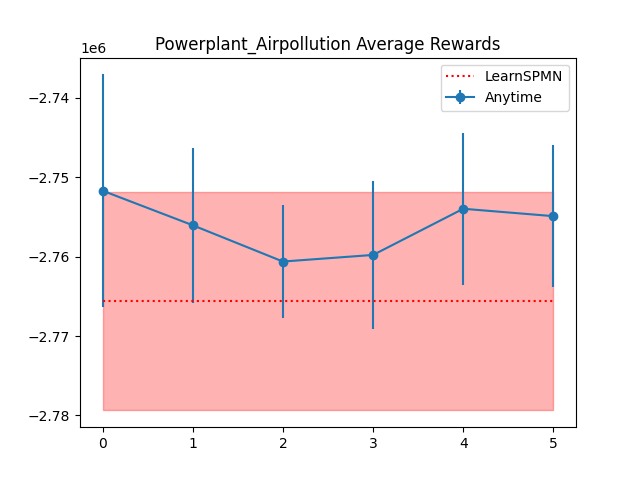 Powerplant_Airpollution Average Rewards
1e6
LearnSPMN
Anytime
−2.74
−2.75
−2.76
−2.77
−2.78
0 1 2 3 4 5